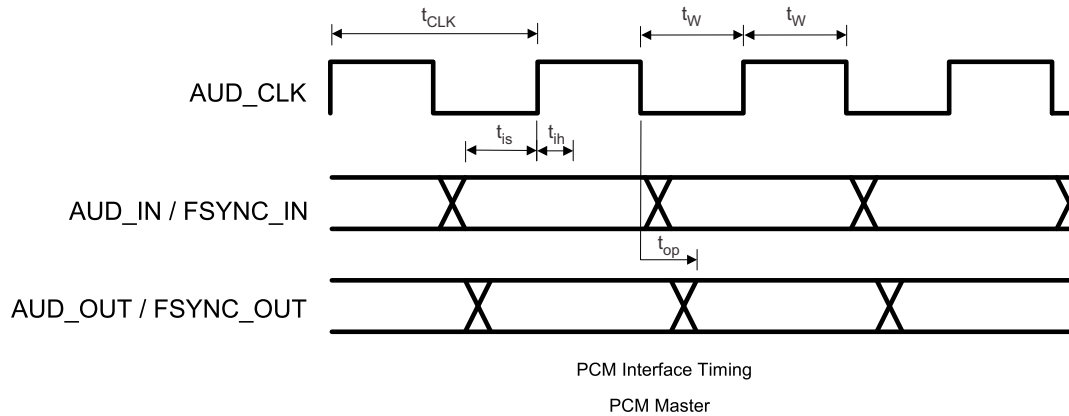 tCLK
tW
tW
AUD_CLK
tis
tih
AUD_IN / FSYNC_IN
top
AUD_OUT / FSYNC_OUT
PCM Interface Timing
PCM Master